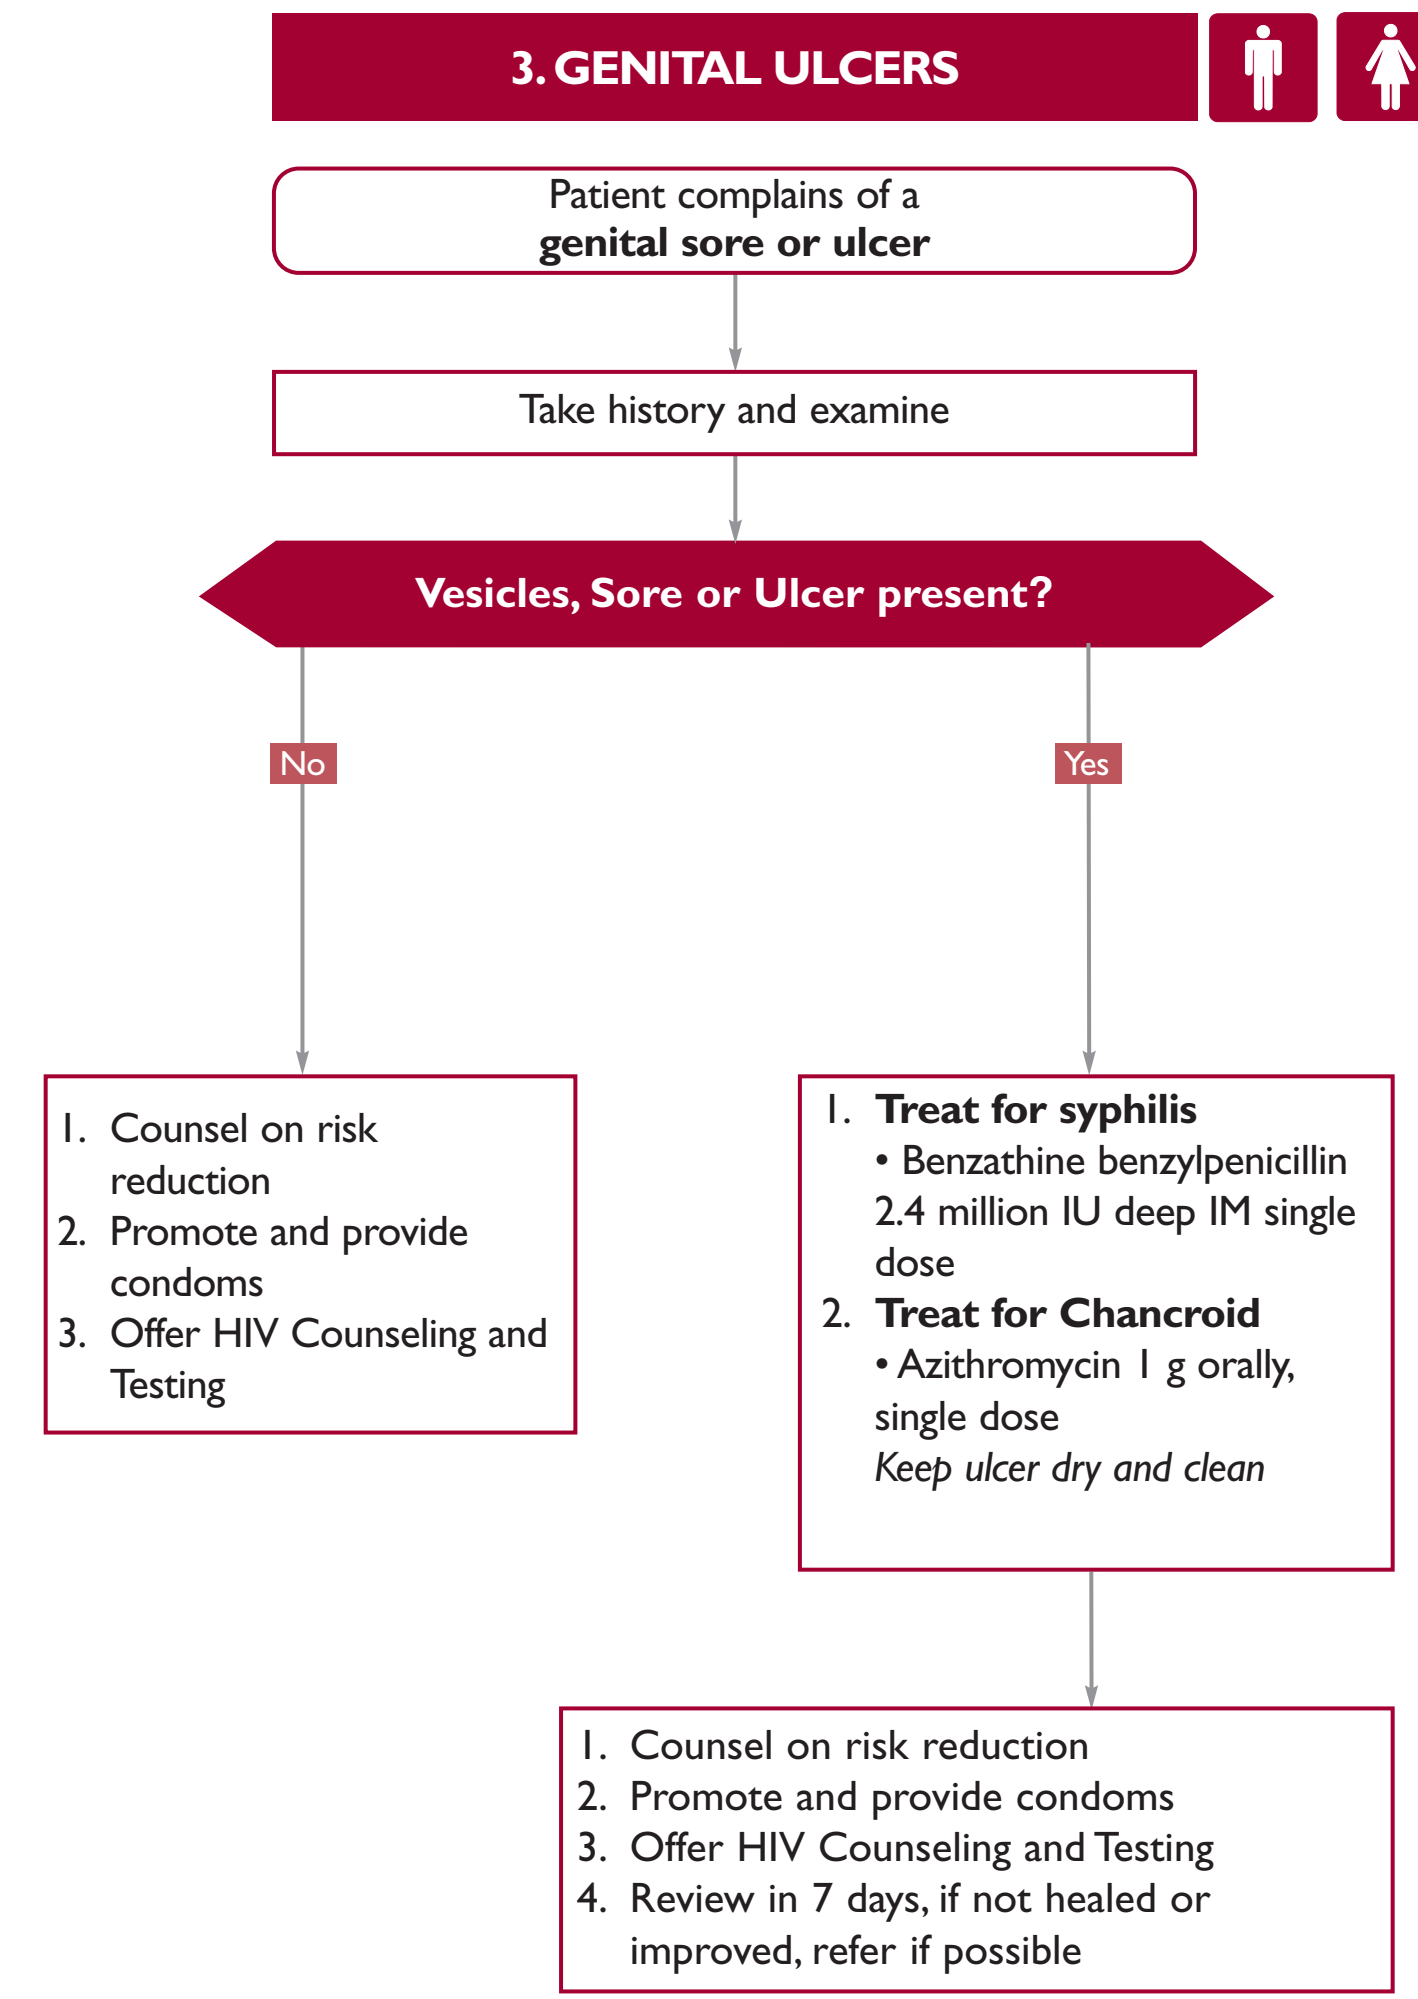 3. GENITAL ULCERS
Patient complains of a
genital sore or ulcer
Take history and examine
Vesicles, Sore or Ulcer present?
No
Yes
1. Counsel on risk
reduction
2. Promote and provide
condoms
3. Offer HIV Counseling and
Testing
1. Treat for syphilis
• Benzathine benzylpenicillin
2.4 million IU deep IM single
dose
2. Treat for Chancroid
• Azithromycin 1 g orally,
single dose
Keep ulcer dry and clean
1. Counsel on risk reduction
2. Promote and provide condoms
3. Offer HIV Counseling and Testing
4. Review in 7 days, if not healed or
improved, refer if possible